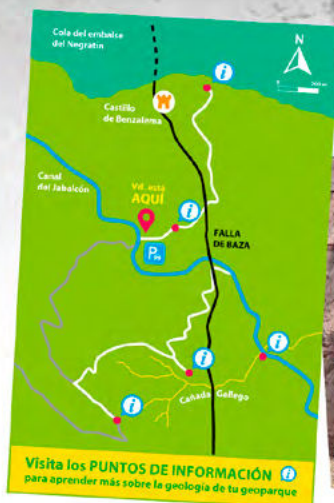 Cola del embalse
del Negratín
N
Castillo
de Benzalema
Canal
del Jabalcón
Vd. está
AQUÍ
i
i
P
FALLA
DE BAZA
i
i
i
Cañada Gallego
Visita los PUNTOS DE INFORMACIÓN i
para aprender más sobre la geología de tu geoparque